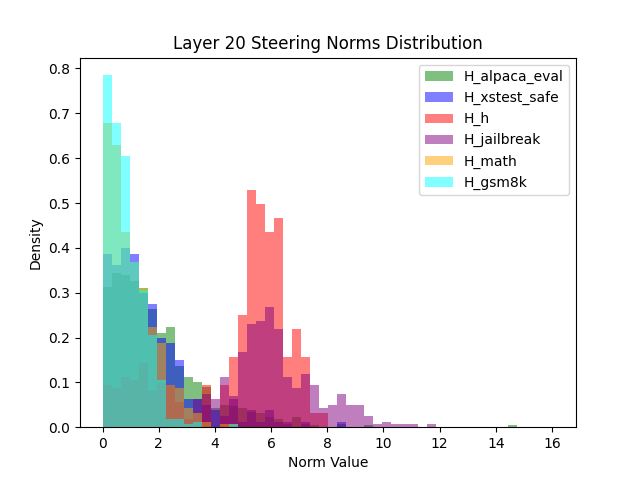 Layer 20 Steering Norms Distribution
H_alpaca_eval
H_xstest_safe
H_h
H_jailbreak
H_math
H_gsm8k
Density
0.8
0.7
0.6
0.5
0.4
0.3
0.2
0.1
0.0
0 2 4 6 8 10 12 14 16
Norm Value